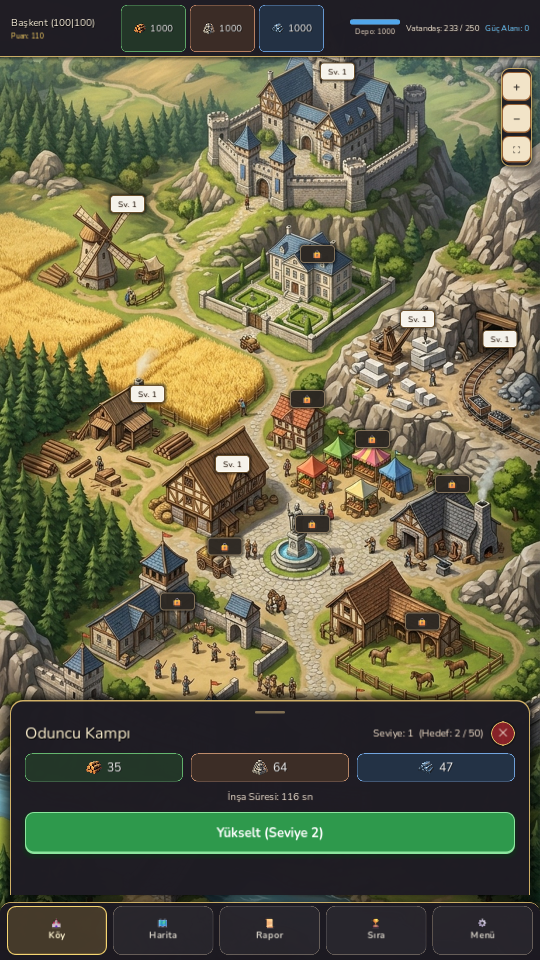 Başkent (100|100)
Puan: 110
1000
1000
1000
Depo: 1000
Vatandaş: 233 / 250
Güç Alanı: 0
Sv. 1
+
−
Sv. 1
Sv. 1
Sv. 1
Sv. 1
Sv. 1
Oduncu Kampı
Seviye: 1 (Hedef: 2 / 50)
35
64
47
İnşa Süresi: 116 sn
Yükselt (Seviye 2)
Köy
Harita
Rapor
Sıra
Menü